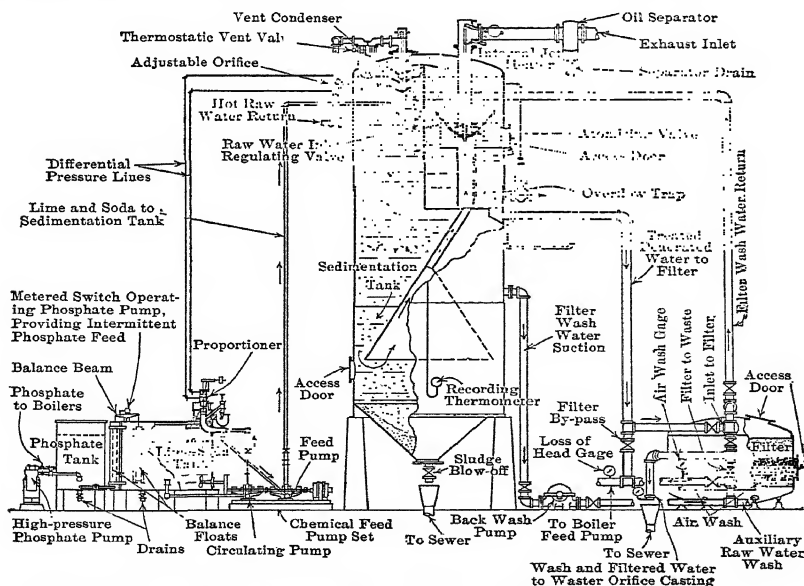 Vent Condenser
Thermostatic Vent Valv
Adjustable Orifice
Oil Separator
Exhaust Inlet
Separator Drain
Hot Raw
Water Return
Raw Water In
Regulating Valve
Valve
Access Door
Overflow Trap
Differential
Pressure Lines
Lime and Soda to
Sedimentation Tank
Sedimentation
Tank
Treated
Water to
Filter
Filter Wash Water Return
Metered Switch Operat-
ing Phosphate Pump,
Providing Intermittent
Phosphate Feed
Proportioner
Balance Beam
Phosphate
to Boilers
Phosphate
Tank
Access
Door
Recording
Thermometer
Filter
Wash
Water
Suction
Air Wash Gage
Filter to Waste
Inlet to Filter
Access
Door
Filter
By-pass
Loss of
Head Gage
Filter
Feed
Pump
Sludge
Blow-off
High-pressure
Phosphate Pump
Drains
Balance
Floats
Circulating Pump
Chemical Feed
Pump Set
To Sewer
Back Wash
Pump
To Boiler
Feed Pump
Air Wash
To Sewer
Auxiliary
Raw Water
Wash
Wash and Filtered Water
to Waster Orifice Casting